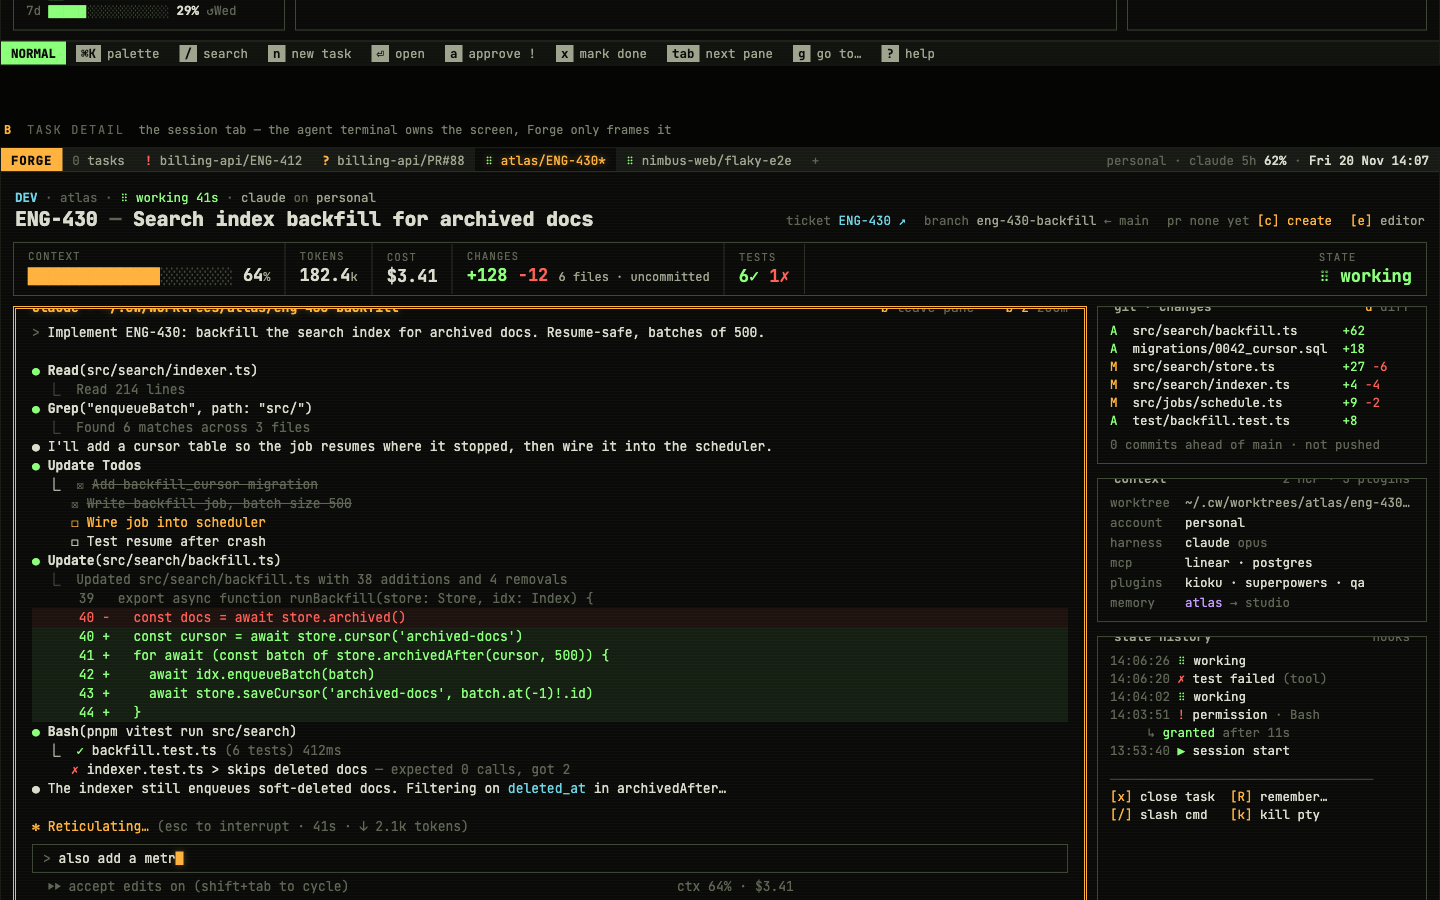 7d 29% ↺Wed
NORMAL ⌘K palette / search n new task ⏎ open a approve ! x mark done tab next pane g go to… ? help
B TASK DETAIL the session tab — the agent terminal owns the screen, Forge only frames it
FORGE 0 tasks ! billing-api/ENG-412 ? billing-api/PR#88 ⠿ atlas/ENG-430* ⠿ nimbus-web/flaky-e2e + personal · claude 5h 62% · Fri 20 Nov 14:07
DEV · atlas · ⠿ working 41s · claude on personal
ENG-430 — Search index backfill for archived docs
ticket ENG-430 ↗ branch eng-430-backfill ← main pr none yet [c] create [e] editor
CONTEXT
64%
TOKENS
182.4k
COST
$3.41
CHANGES
+128 -12 6 files · uncommitted
TESTS
6✓ 1✗
STATE
⠿ working
> Implement ENG-430: backfill the search index for archived docs. Resume-safe, batches of 500.
● Read(src/search/indexer.ts)
⎿ Read 214 lines
● Grep("enqueueBatch", path: "src/")
⎿ Found 6 matches across 3 files
● I'll add a cursor table so the job resumes where it stopped, then wire it into the scheduler.
● Update Todos
⎿ ☒ Add backfill_cursor migration
☒ Write backfill job, batch size 500
☐ Wire job into scheduler
☐ Test resume after crash
● Update(src/search/backfill.ts)
⎿ Updated src/search/backfill.ts with 38 additions and 4 removals
39 export async function runBackfill(store: Store, idx: Index) {
40 - const docs = await store.archived()
40 + const cursor = await store.cursor('archived-docs')
41 + for await (const batch of store.archivedAfter(cursor, 500)) {
42 + await idx.enqueueBatch(batch)
43 + await store.saveCursor('archived-docs', batch.at(-1)!.id)
44 + }
● Bash(pnpm vitest run src/search)
⎿ ✓ backfill.test.ts (6 tests) 412ms
✗ indexer.test.ts > skips deleted docs — expected 0 calls, got 2
● The indexer still enqueues soft-deleted docs. Filtering on deleted_at in archivedAfter…
✻ Reticulating… (esc to interrupt · 41s · ↓ 2.1k tokens)
> also add a metr
▸▸ accept edits on (shift+tab to cycle) ctx 64% · $3.41
git · changes d diff
A src/search/backfill.ts +62
A migrations/0042_cursor.sql +18
M src/search/store.ts +27 -6
M src/search/indexer.ts +4 -4
M src/jobs/schedule.ts +9 -2
A test/backfill.test.ts +8
0 commits ahead of main · not pushed
context 2 mcp · 3 plugins
worktree ~/.cw/worktrees/atlas/eng-430…
account personal
harness claude opus
mcp linear · postgres
plugins kioku · superpowers · qa
memory atlas → studio
state history hooks
14:06:26 ⠿ working
14:06:20 ✗ test failed (tool)
14:04:02 ⠿ working
14:03:51 ! permission · Bash
↳ granted after 11s
13:53:40 ▶ session start
[x] close task [R] remember…
[/] slash cmd [k] kill pty